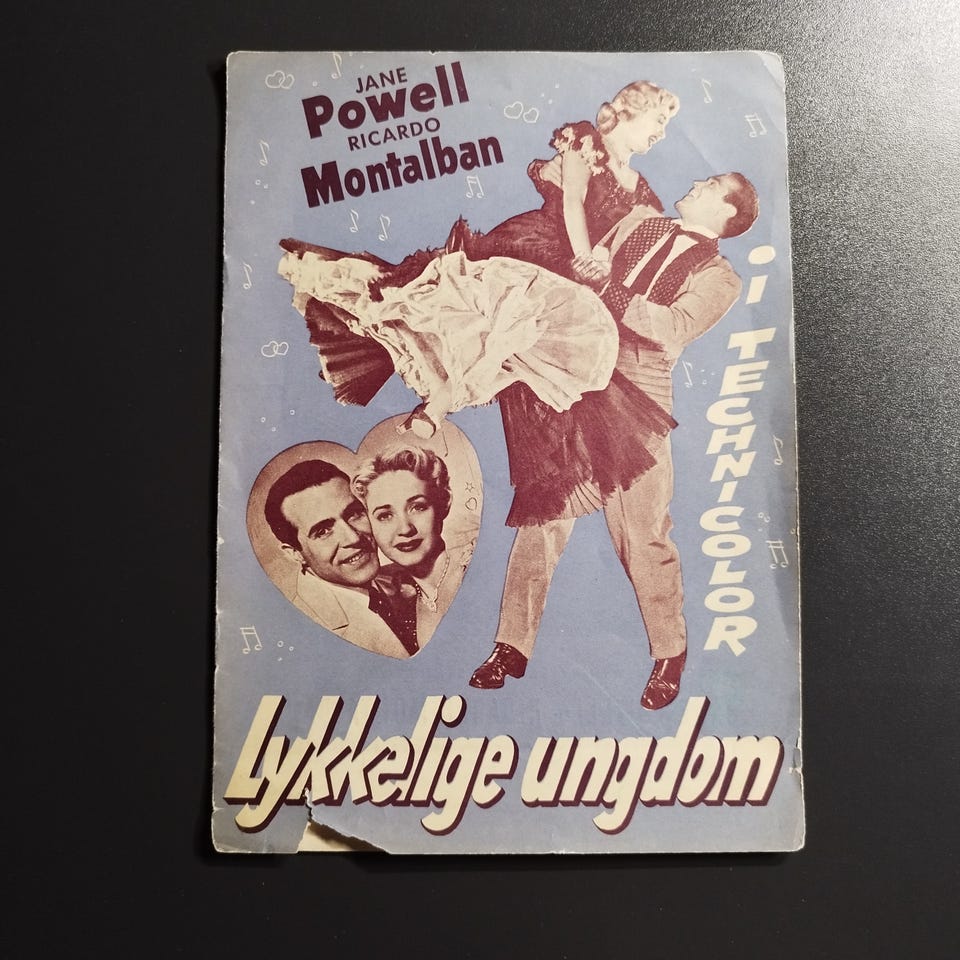 JANE
Powell
RICARDO
Montalban
i TECHNICOLOR
Lykkelige ungdom